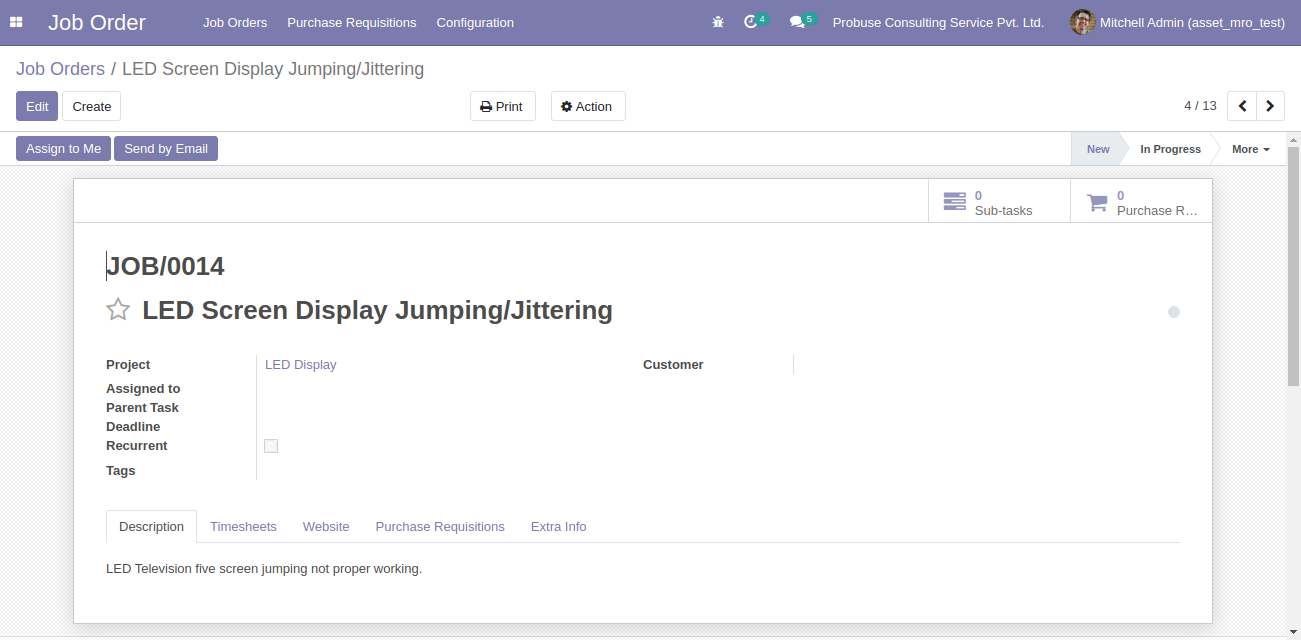 Job Order Job Orders Purchase Requisitions Configuration 4 5 Probuse Consulting Service Pvt. Ltd. Mitchell Admin (asset_mro_test)
Job Orders / LED Screen Display Jumping/Jittering
Edit Create Print Action 4 / 13
Assign to Me Send by Email New In Progress More
0 Sub-tasks
0 Purchase R…
JOB/0014
LED Screen Display Jumping/Jittering
Project LED Display Customer
Assigned to
Parent Task
Deadline
Recurrent
Tags
Description Timesheets Website Purchase Requisitions Extra Info
LED Television five screen jumping not proper working.